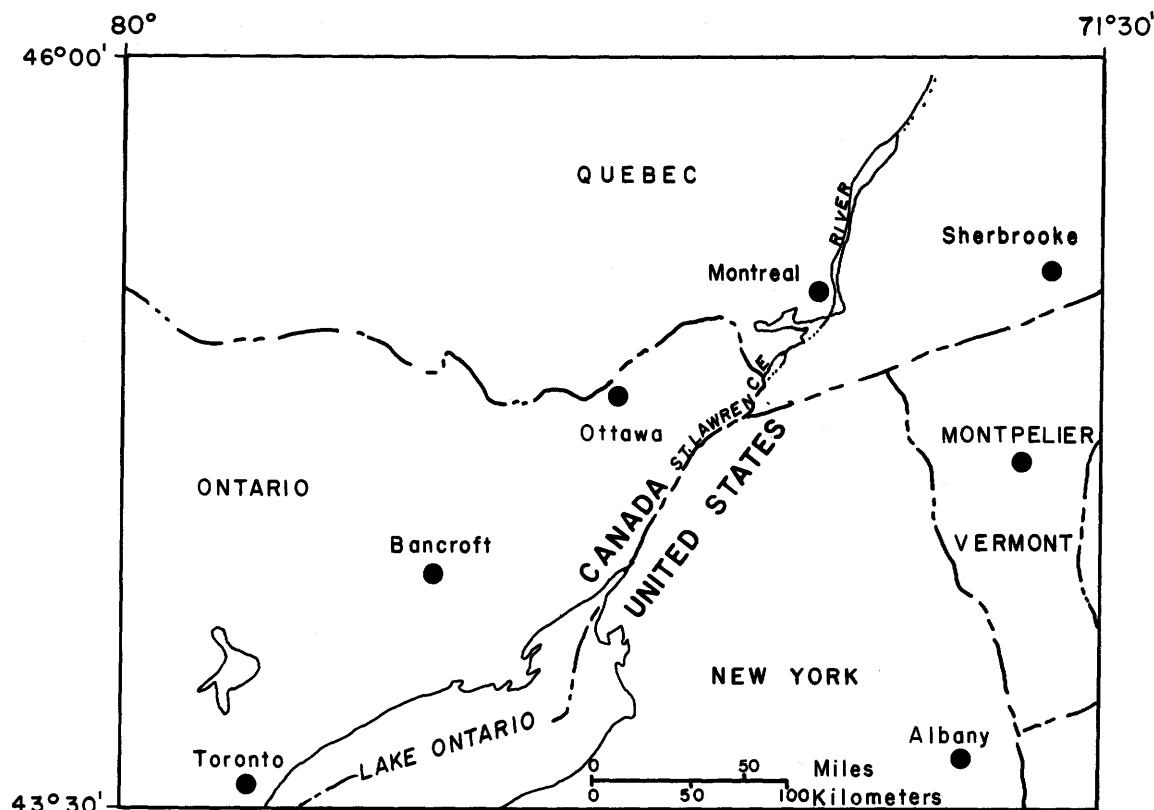 80°
71°30'
46°00'
QUEBEC
RIVER
Sherbrooke
Montreal
ST. LAWRENCE
Ottawa
MONTPELIER
ONTARIO
CANADA
UNITED STATES
Bancroft
VERMONT
NEW YORK
LAKE ONTARIO
Albany
Toronto
0 50 Miles
0 50 100 Kilometers
43°30'